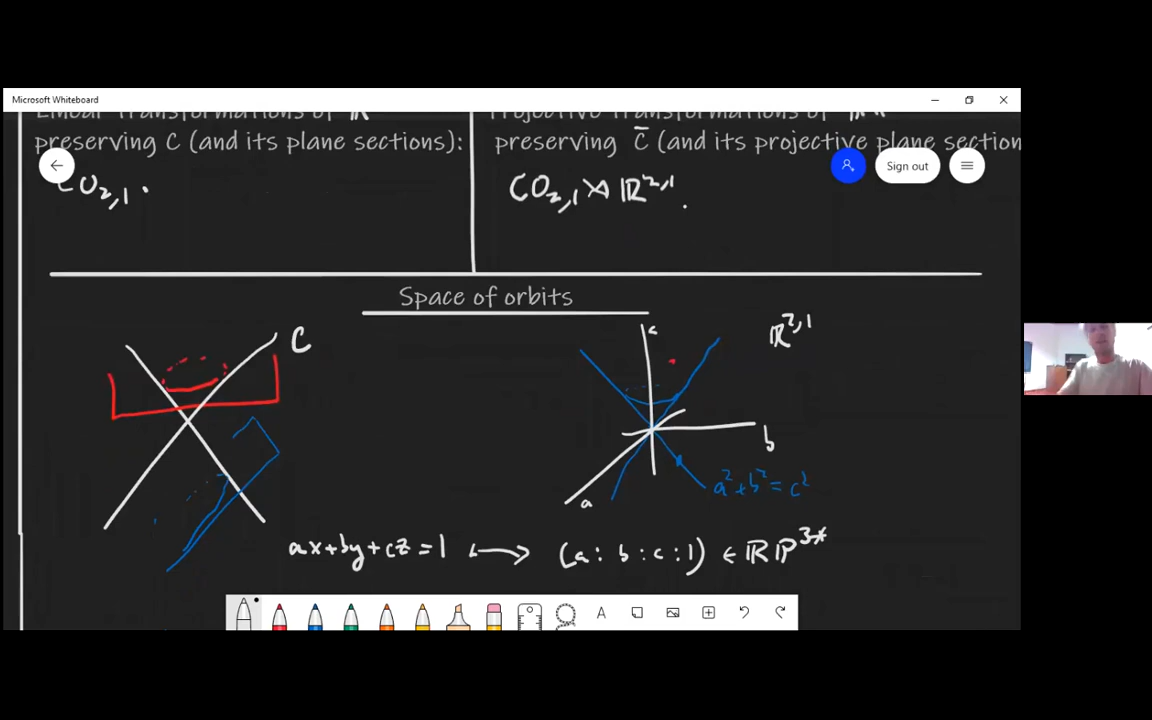 Microsoft Whiteboard
preserving C (and its plane sections):
CO₂,₁.
preserving C̄ (and its projective plane section
CO₂,₁ ⋊ ℝ²,¹.
Sign out
Space of orbits
C
c
ℝ²,¹
b
a
a² + b² = c²
ax+by+cz=1 ⟷ (a : b : c : 1) ∈ ℝP³*
A